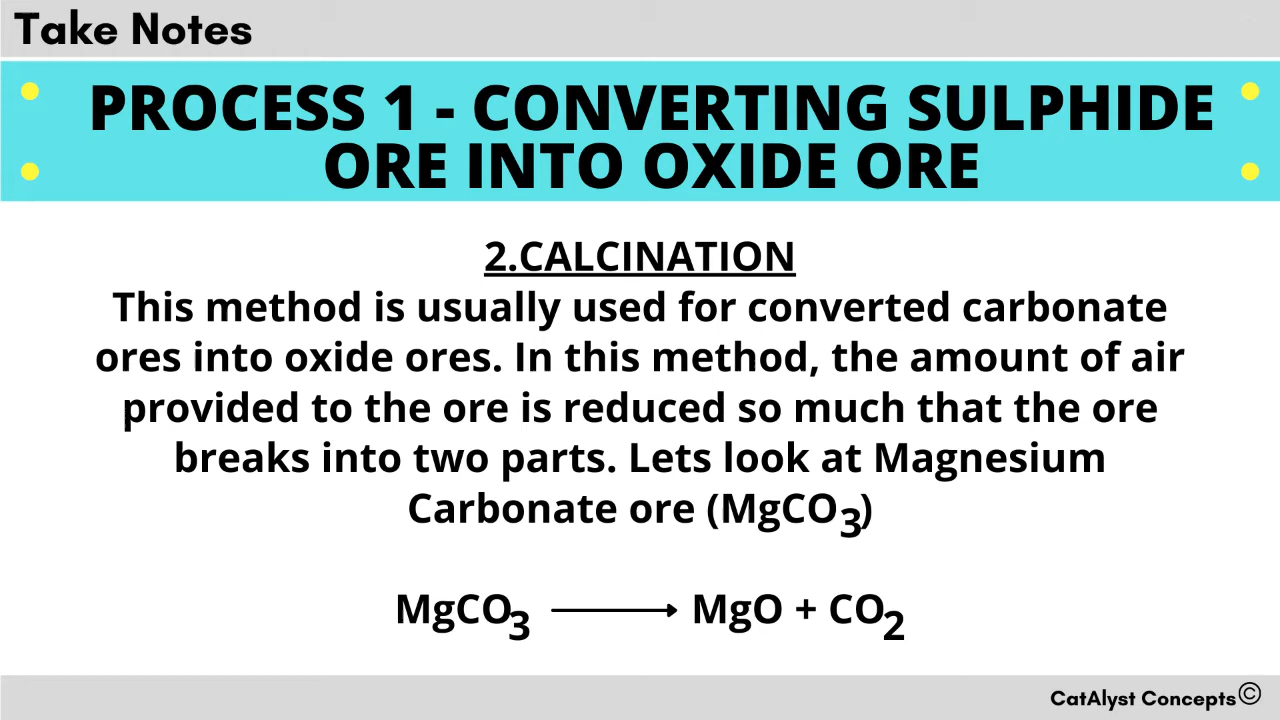 Take Notes
PROCESS 1 - CONVERTING SULPHIDE
ORE INTO OXIDE ORE
2.CALCINATION
This method is usually used for converted carbonate
ores into oxide ores. In this method, the amount of air
provided to the ore is reduced so much that the ore
breaks into two parts. Lets look at Magnesium
Carbonate ore (MgCO3)
MgCO3 → MgO + CO2
CatAlyst Concepts©